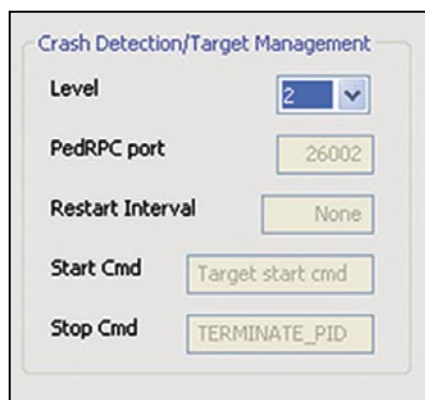 Crash Detection/Target Management
Level 2
PedRPC port 26002
Restart Interval None
Start Cmd Target start cmd
Stop Cmd TERMINATE_PID